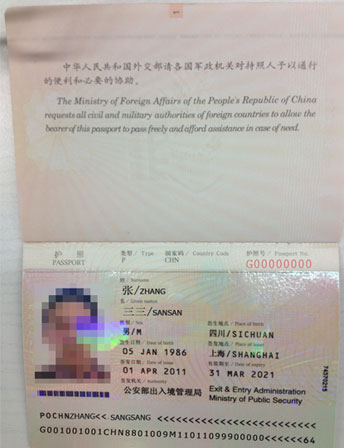 中华人民共和国外交部请各国军政机关对持照人予以通行
的便利和必要的协助。
The Ministry of Foreign Affairs of the People's Republic of China
requests all civil and military authorities of foreign countries to allow the
bearer of this passport to pass freely and afford assistance in case of need.
护 照 类型 / Type 国家码 / Country Code 护照号 / Passport No.
PASSPORT P CHN G00000000
姓 / Surname
张/ZHANG
名 / Given names
三三/SANSAN
性别 / Sex 出生地点 / Place of birth
男/M 四川/SICHUAN
出生日期 / Date of birth 签发地点 / Place of issue
05 JAN 1986 上海/SHANGHAI
签发日期 / Date of issue 有效期至 / Date of expiry
01 APR 2011 31 MAR 2021
签发机关 / Authority
公安部出入境管理局 Exit & Entry Administration
Ministry of Public Security
POCHNZHANG<<SANGSANG <<<<<<<<<<<<<<<<<<<
G001001001CHN8801009M1101109990000<<<<<<64